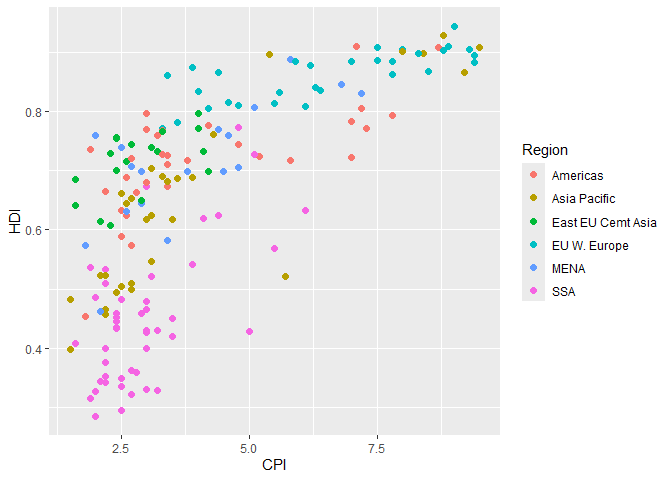 HDI
0.8
0.6
0.4
2.5
5.0
7.5
CPI
Region
Americas
Asia Pacific
East EU Cemt Asia
EU W. Europe
MENA
SSA